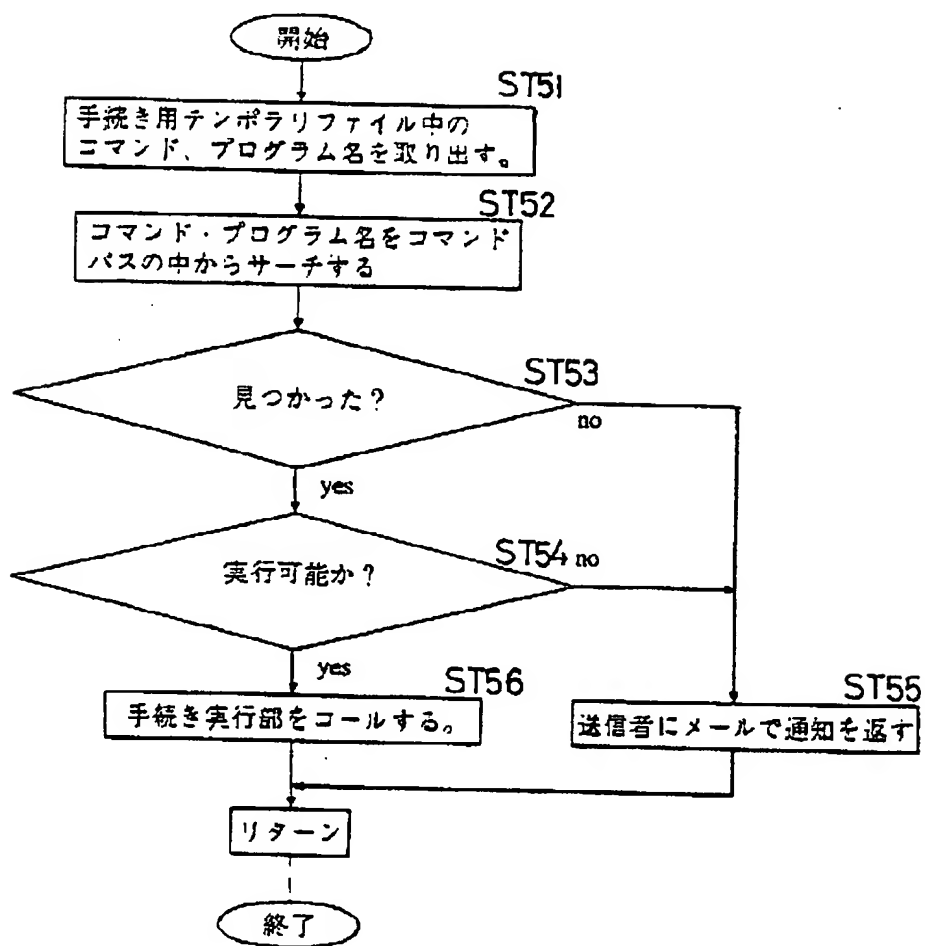 開始
ST51
手続き用テンポラリファイル中の
コマンド、プログラム名を取り出す。
ST52
コマンド・プログラム名をコマンド
パスの中からサーチする
ST53
見つかった?
no
yes
ST54 no
実行可能か?
yes
ST56
手続き実行部をコールする。
ST55
送信者にメールで通知を返す
リターン
終了